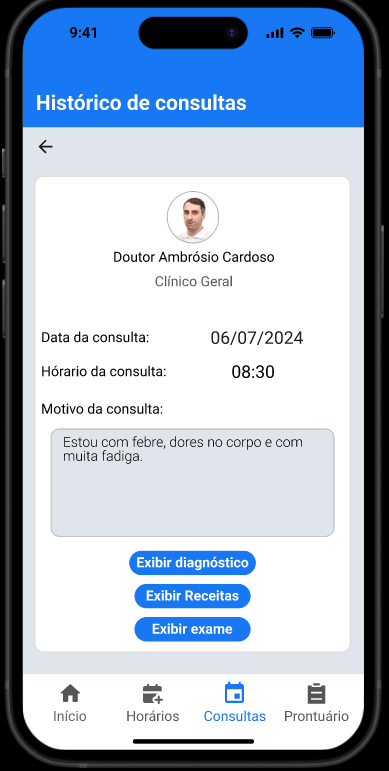 9:41
Histórico de consultas
Doutor Ambrósio Cardoso
Clínico Geral
Data da consulta: 06/07/2024
Hórario da consulta: 08:30
Motivo da consulta:
Estou com febre, dores no corpo e com
muita fadiga.
Exibir diagnóstico
Exibir Receitas
Exibir exame
Início Horários Consultas Prontuário